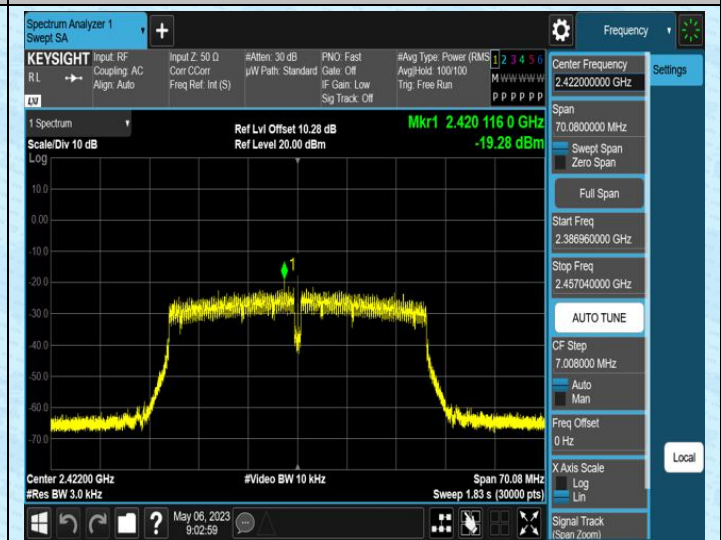 Spectrum Analyzer 1
Swept SA
+
Frequency
KEYSIGHT
R L
LXI
Input: RF
Coupling: AC
Align: Auto
Input Z: 50 Ω
Corr CCorr
Freq Ref: Int (S)
#Atten: 30 dB
µW Path: Standard
PNO: Fast
Gate: Off
IF Gain: Low
Sig Track: Off
#Avg Type: Power (RMS
Avg|Hold: 100/100
Trig: Free Run
1 2 3 4 5 6
M W W W W W
P P P P P P
Center Frequency
2.422000000 GHz
Settings
Span
70.0800000 MHz
Swept Span
Zero Span
Full Span
Start Freq
2.386960000 GHz
Stop Freq
2.457040000 GHz
AUTO TUNE
CF Step
7.008000 MHz
Auto
Man
Freq Offset
0 Hz
X Axis Scale
Log
Lin
Local
Signal Track
(Span Zoom)
1 Spectrum
Scale/Div 10 dB
Log
Ref Lvl Offset 10.28 dB
Ref Level 20.00 dBm
Mkr1 2.420 116 0 GHz
-19.28 dBm
10.0
0.00
-10.0
-20.0
-30.0
-40.0
-50.0
-60.0
-70.0
1
Center 2.42200 GHz
#Res BW 3.0 kHz
#Video BW 10 kHz
Span 70.08 MHz
Sweep 1.83 s (30000 pts)
?
May 06, 2023
9:02:59